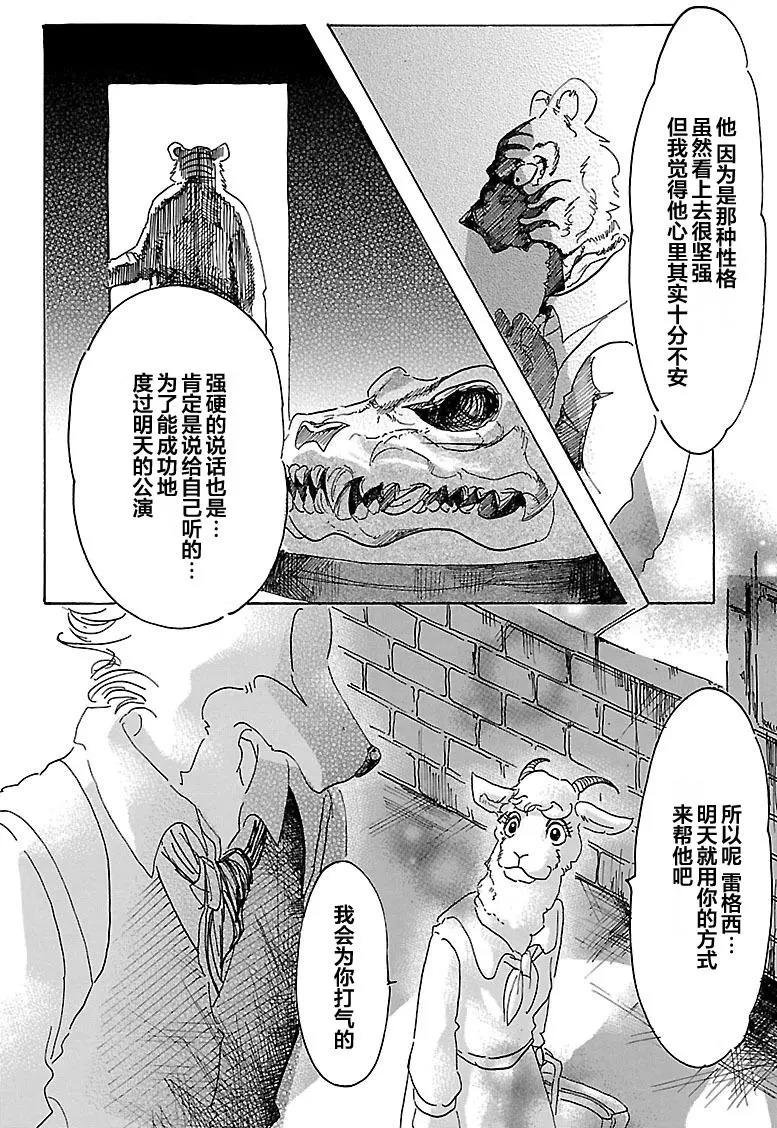 他 因为是那种性格
虽然看上去很坚强
但我觉得他心里其实十分不安
强硬的说话也是…
肯定是说给自己听的…
为了能成功地
度过明天的公演
所以呢 雷格西…
明天就用你的方式
来帮他吧
我会为你打气的